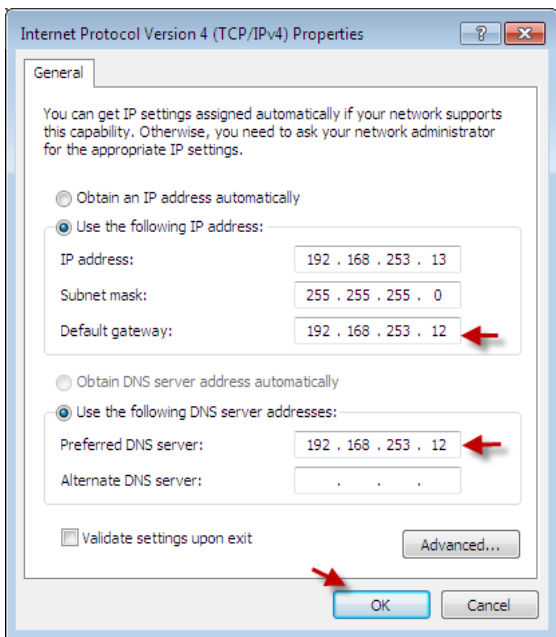 Internet Protocol Version 4 (TCP/IPv4) Properties
General
You can get IP settings assigned automatically if your network supports
this capability. Otherwise, you need to ask your network administrator
for the appropriate IP settings.
Obtain an IP address automatically
Use the following IP address:
IP address: 192 . 168 . 253 . 13
Subnet mask: 255 . 255 . 255 . 0
Default gateway: 192 . 168 . 253 . 12
Obtain DNS server address automatically
Use the following DNS server addresses:
Preferred DNS server: 192 . 168 . 253 . 12
Alternate DNS server: . . .
Validate settings upon exit
Advanced...
OK Cancel